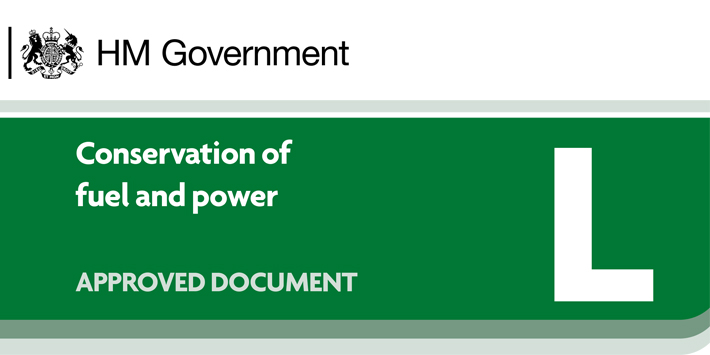 HM Government
Conservation of
fuel and power
APPROVED DOCUMENT
L